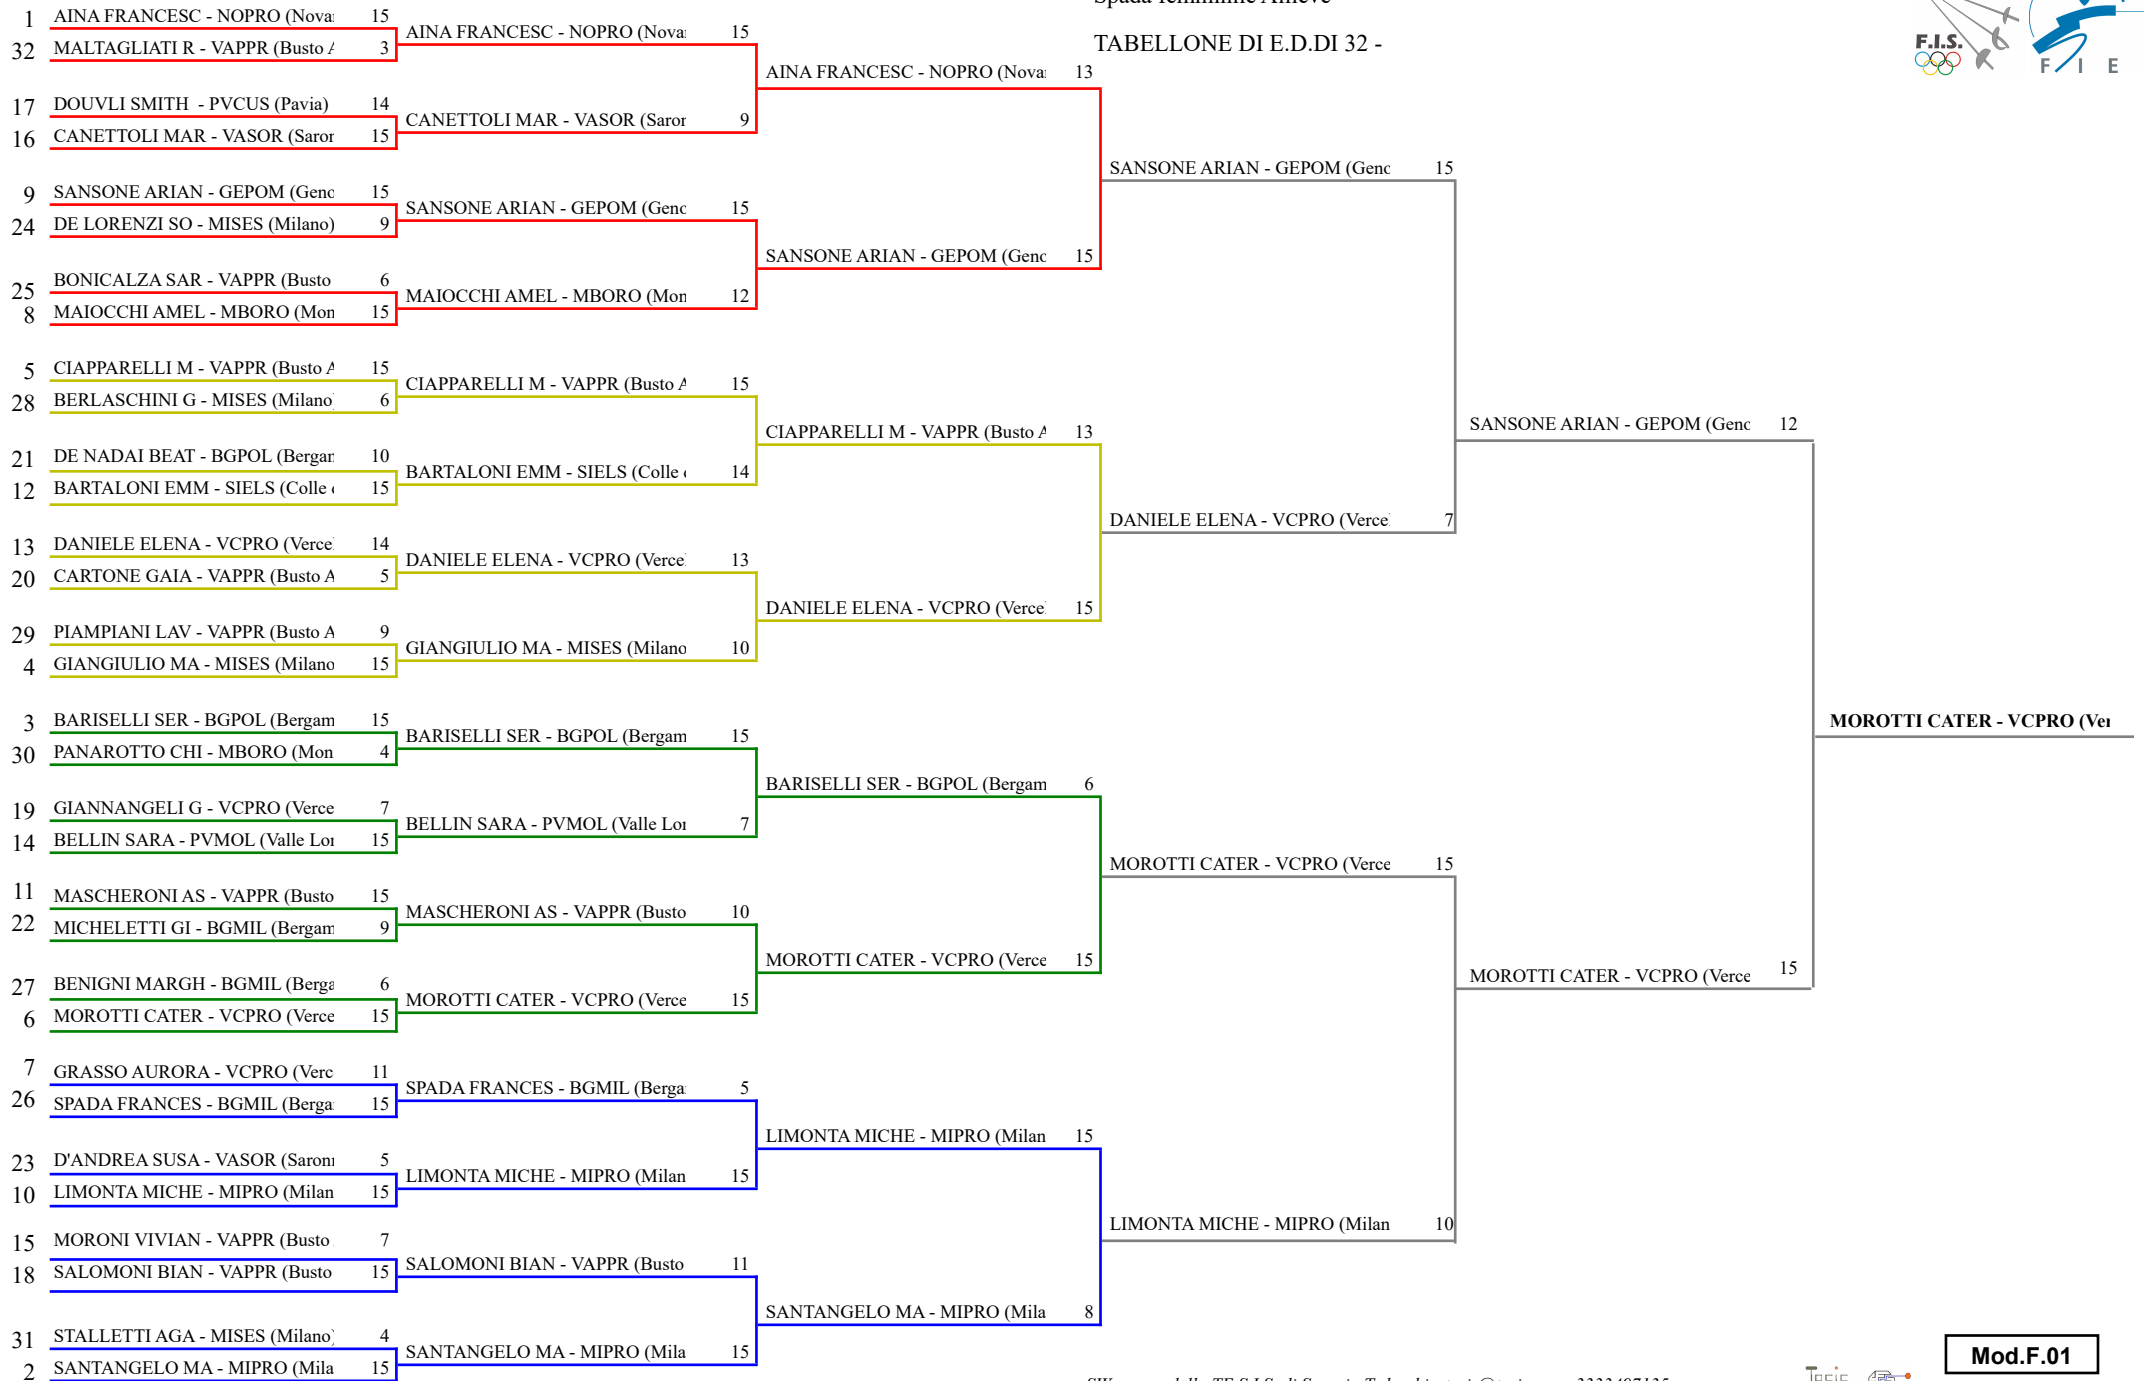 Spada femminile Allieve
TABELLONE DI E.D.DI 32 -
F.I.S.
F I E
1 AINA FRANCESC - NOPRO (Nova 15
32 MALTAGLIATI R - VAPPR (Busto A 3
17 DOUVLI SMITH - PVCUS (Pavia) 14
16 CANETTOLI MAR - VASOR (Saror 15
9 SANSONE ARIAN - GEPOM (Genc 15
24 DE LORENZI SO - MISES (Milano) 9
25 BONICALZA SAR - VAPPR (Busto 6
8 MAIOCCHI AMEL - MBORO (Mon 15
5 CIAPPARELLI M - VAPPR (Busto A 15
28 BERLASCHINI G - MISES (Milano) 6
21 DE NADAI BEAT - BGPOL (Bergan 10
12 BARTALONI EMM - SIELS (Colle 15
13 DANIELE ELENA - VCPRO (Verce 14
20 CARTONE GAIA - VAPPR (Busto A 5
29 PIAMPIANI LAV - VAPPR (Busto A 9
4 GIANGIULIO MA - MISES (Milano 15
3 BARISELLI SER - BGPOL (Bergam 15
30 PANAROTTO CHI - MBORO (Mon 4
19 GIANNANGELI G - VCPRO (Verce 7
14 BELLIN SARA - PVMOL (Valle Lor 15
11 MASCHERONI AS - VAPPR (Busto 15
22 MICHELETTI GI - BGMIL (Bergam 9
27 BENIGNI MARGH - BGMIL (Berga 6
6 MOROTTI CATER - VCPRO (Verce 15
7 GRASSO AURORA - VCPRO (Verc 11
26 SPADA FRANCES - BGMIL (Berga 15
23 D'ANDREA SUSA - VASOR (Saroni 5
10 LIMONTA MICHE - MIPRO (Milan 15
15 MORONI VIVIAN - VAPPR (Busto 7
18 SALOMONI BIAN - VAPPR (Busto 15
31 STALLETTI AGA - MISES (Milano) 4
2 SANTANGELO MA - MIPRO (Mila 15
AINA FRANCESC - NOPRO (Nova 15
CANETTOLI MAR - VASOR (Saror 9
SANSONE ARIAN - GEPOM (Genc 15
MAIOCCHI AMEL - MBORO (Mon 12
CIAPPARELLI M - VAPPR (Busto A 15
BARTALONI EMM - SIELS (Colle 14
DANIELE ELENA - VCPRO (Verce 13
GIANGIULIO MA - MISES (Milano 10
BARISELLI SER - BGPOL (Bergam 15
BELLIN SARA - PVMOL (Valle Lor 7
MASCHERONI AS - VAPPR (Busto 10
MOROTTI CATER - VCPRO (Verce 15
SPADA FRANCES - BGMIL (Berga 5
LIMONTA MICHE - MIPRO (Milan 15
SALOMONI BIAN - VAPPR (Busto 11
SANTANGELO MA - MIPRO (Mila 15
AINA FRANCESC - NOPRO (Nova 13
SANSONE ARIAN - GEPOM (Genc 15
CIAPPARELLI M - VAPPR (Busto A 13
DANIELE ELENA - VCPRO (Verce 15
BARISELLI SER - BGPOL (Bergam 6
MOROTTI CATER - VCPRO (Verce 15
LIMONTA MICHE - MIPRO (Milan 15
SANTANGELO MA - MIPRO (Mila 8
SANSONE ARIAN - GEPOM (Genc 15
DANIELE ELENA - VCPRO (Verce 7
MOROTTI CATER - VCPRO (Verce 15
LIMONTA MICHE - MIPRO (Milan 10
SANSONE ARIAN - GEPOM (Genc 12
MOROTTI CATER - VCPRO (Verce 15
MOROTTI CATER - VCPRO (Ver
Mod.F.01